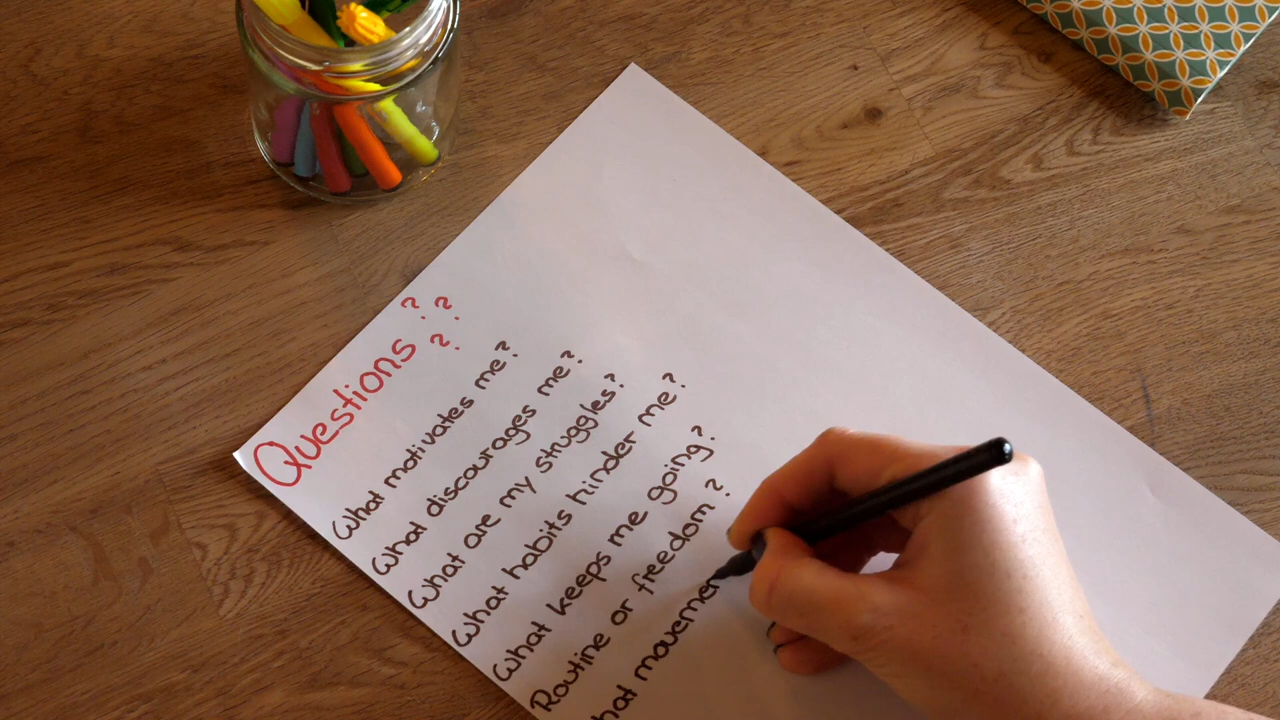 Questions ???
What motivates me?
What discourages me?
What are my struggles?
What habits hinder me?
What keeps me going?
Routine or freedom?